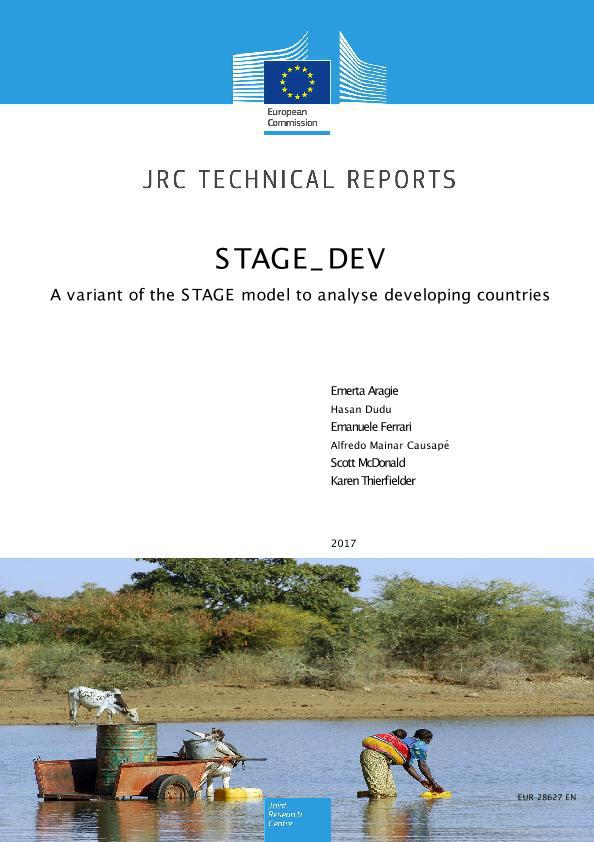 European
Commission
JRC TECHNICAL REPORTS
STAGE_DEV
A variant of the STAGE model to analyse developing countries
Emerta Aragie
Hasan Dudu
Emanuele Ferrari
Alfredo Mainar Causapé
Scott McDonald
Karen Thierfielder
2017
EUR 28627 EN
Joint
Research
Centre